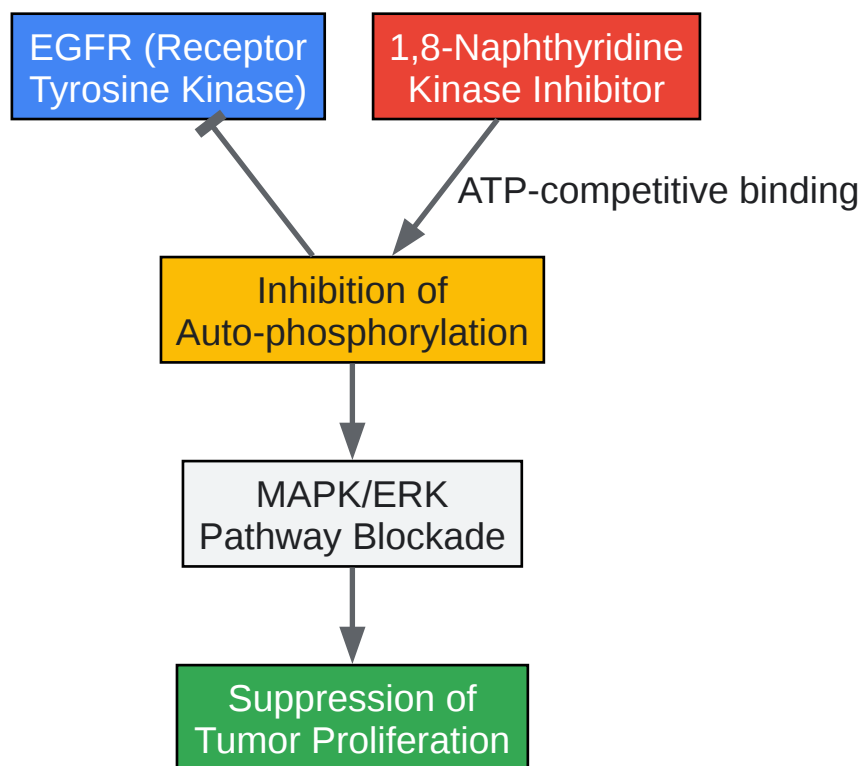 EGFR (Receptor
Tyrosine Kinase)
1,8-Naphthyridine
Kinase Inhibitor
ATP-competitive binding
Inhibition of
Auto-phosphorylation
MAPK/ERK
Pathway Blockade
Suppression of
Tumor Proliferation